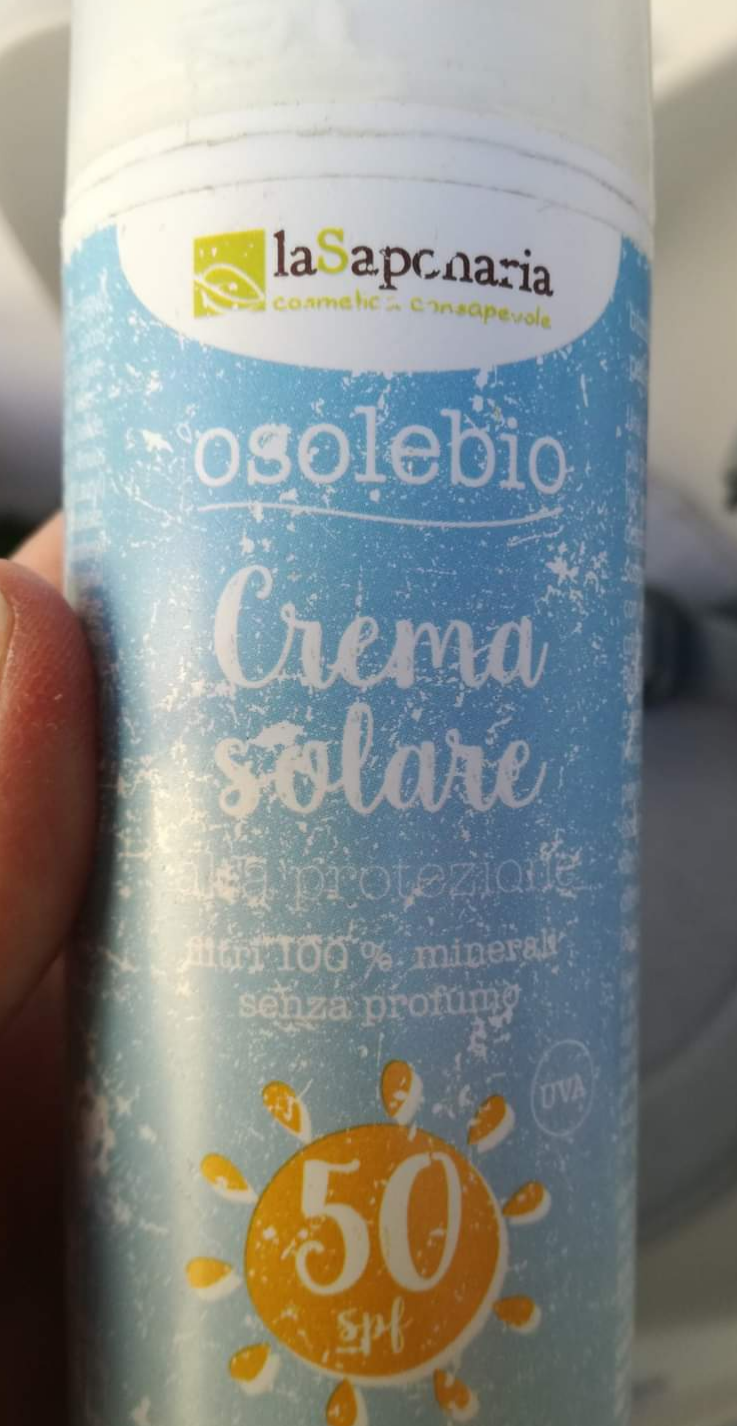 laSaponaria
cosmetica consapevole
osolebio
Crema
solare
alta protezione
filtri 100 % minerali
senza profumo
UVA
50
spf